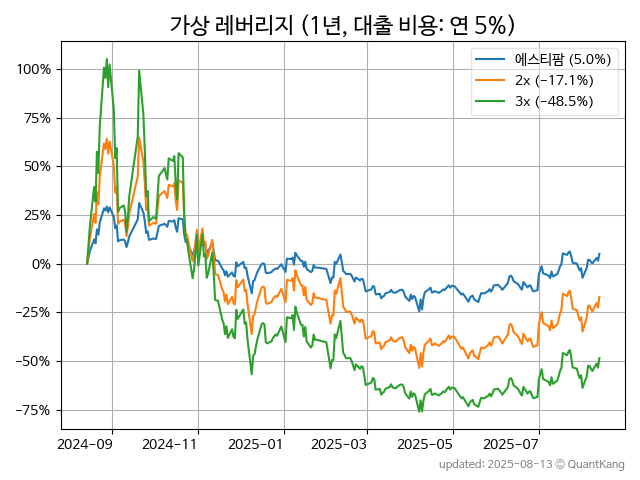 가상 레버리지 (1년, 대출 비용: 연 5%)
에스티팜 (5.0%)
2x (−17.1%)
3x (−48.5%)
100%
75%
50%
25%
0%
−25%
−50%
−75%
2024-09
2024-11
2025-01
2025-03
2025-05
2025-07
updated: 2025-08-13 © QuantKang